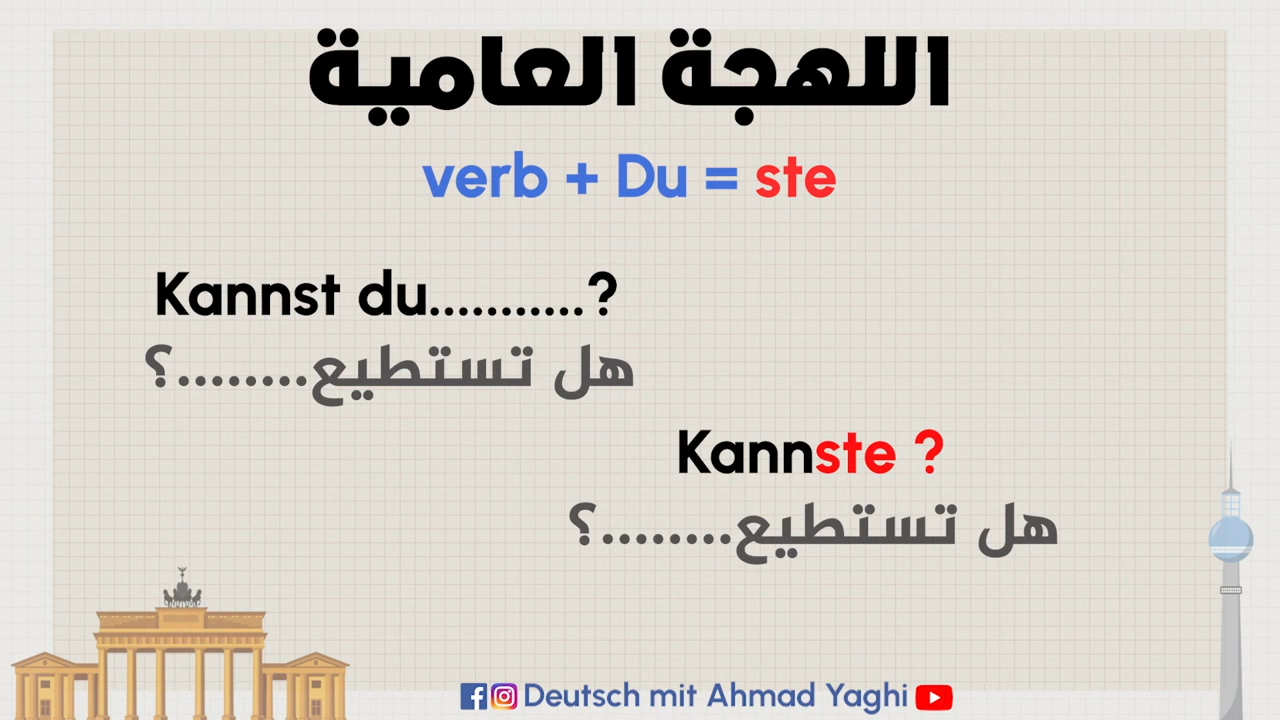 اللهجة العامية
verb + Du = ste
Kannst du...........?
هل تستطيع........؟
Kannste ?
هل تستطيع........؟
Deutsch mit Ahmad Yaghi